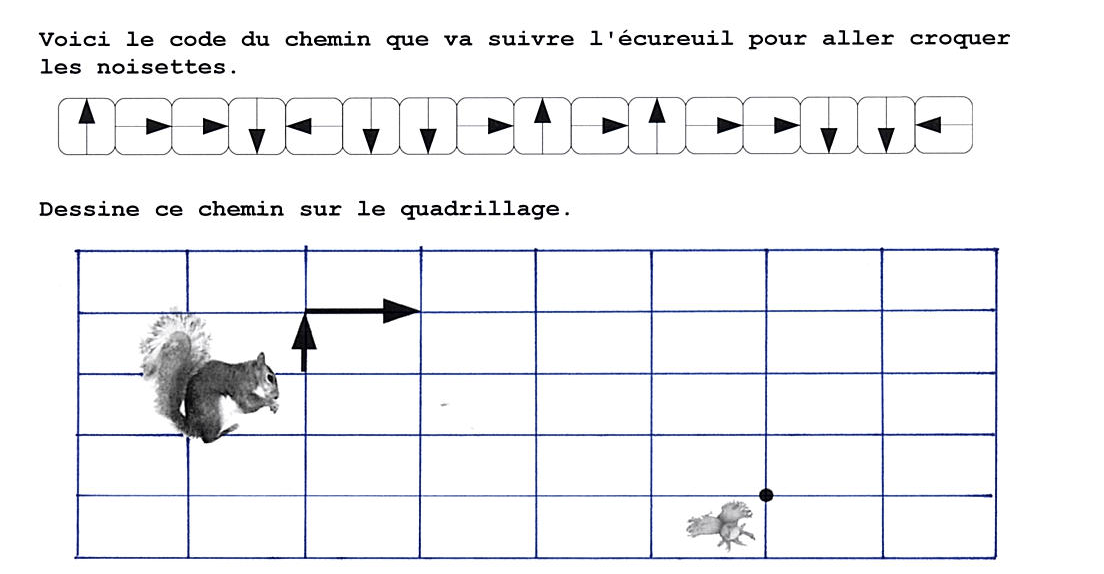 Voici le code du chemin que va suivre l'écureuil pour aller croquer
les noisettes.
Dessine ce chemin sur le quadrillage.